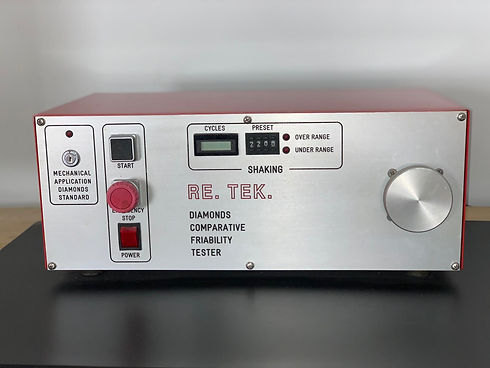 MECHANICAL
APPLICATION
DIAMONDS
STANDARD
START
STOP
POWER
CYCLES
PRESET
2200
OVER RANGE
UNDER RANGE
SHAKING
RE. TEK.
DIAMONDS
COMPARATIVE
FRIABILITY
TESTER